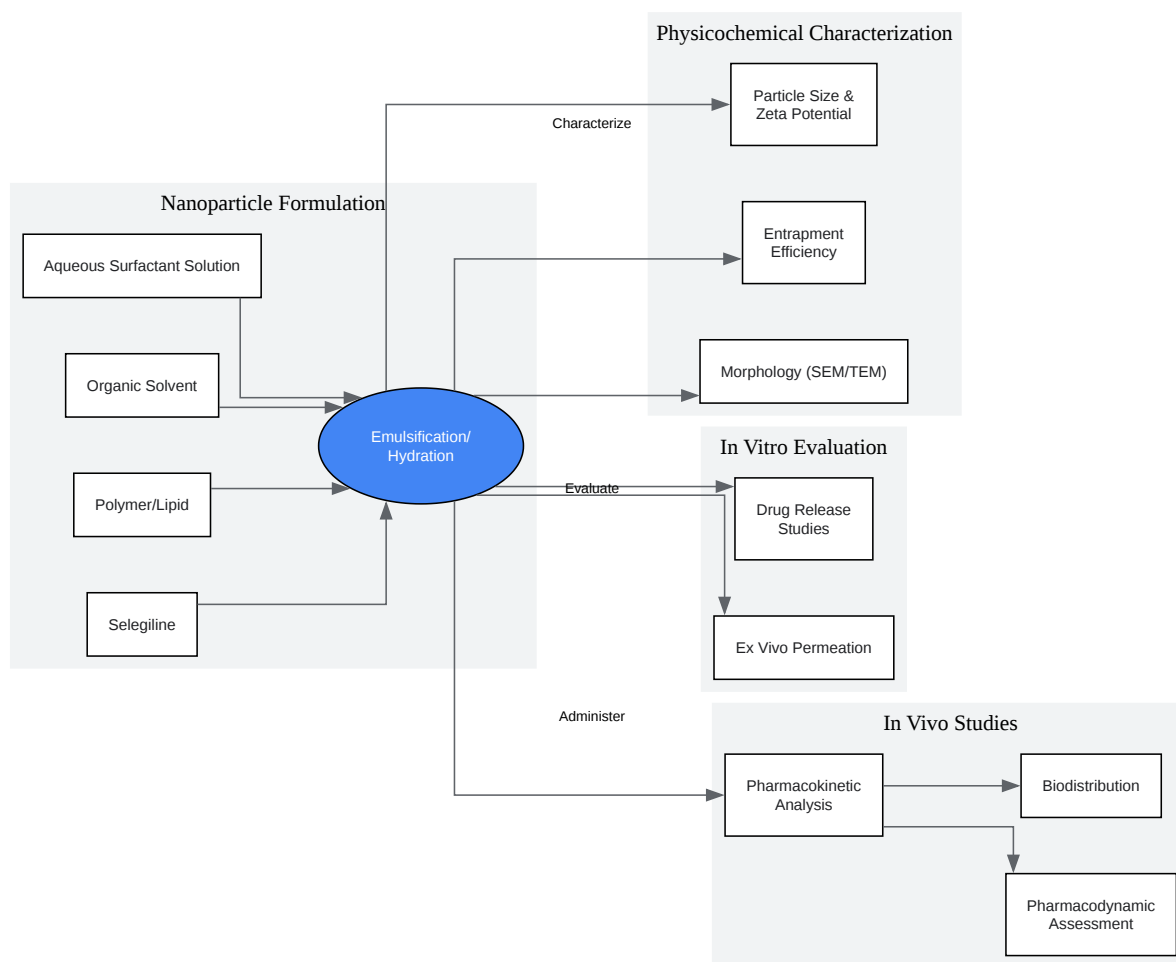 Physicochemical Characterization
Particle Size &
Zeta Potential
Characterize
Entrapment
Efficiency
Morphology (SEM/TEM)
Nanoparticle Formulation
Aqueous Surfactant Solution
Organic Solvent
Polymer/Lipid
Selegiline
Emulsification/
Hydration
In Vitro Evaluation
Evaluate
Drug Release
Studies
Ex Vivo Permeation
Administer
In Vivo Studies
Pharmacokinetic
Analysis
Biodistribution
Pharmacodynamic
Assessment